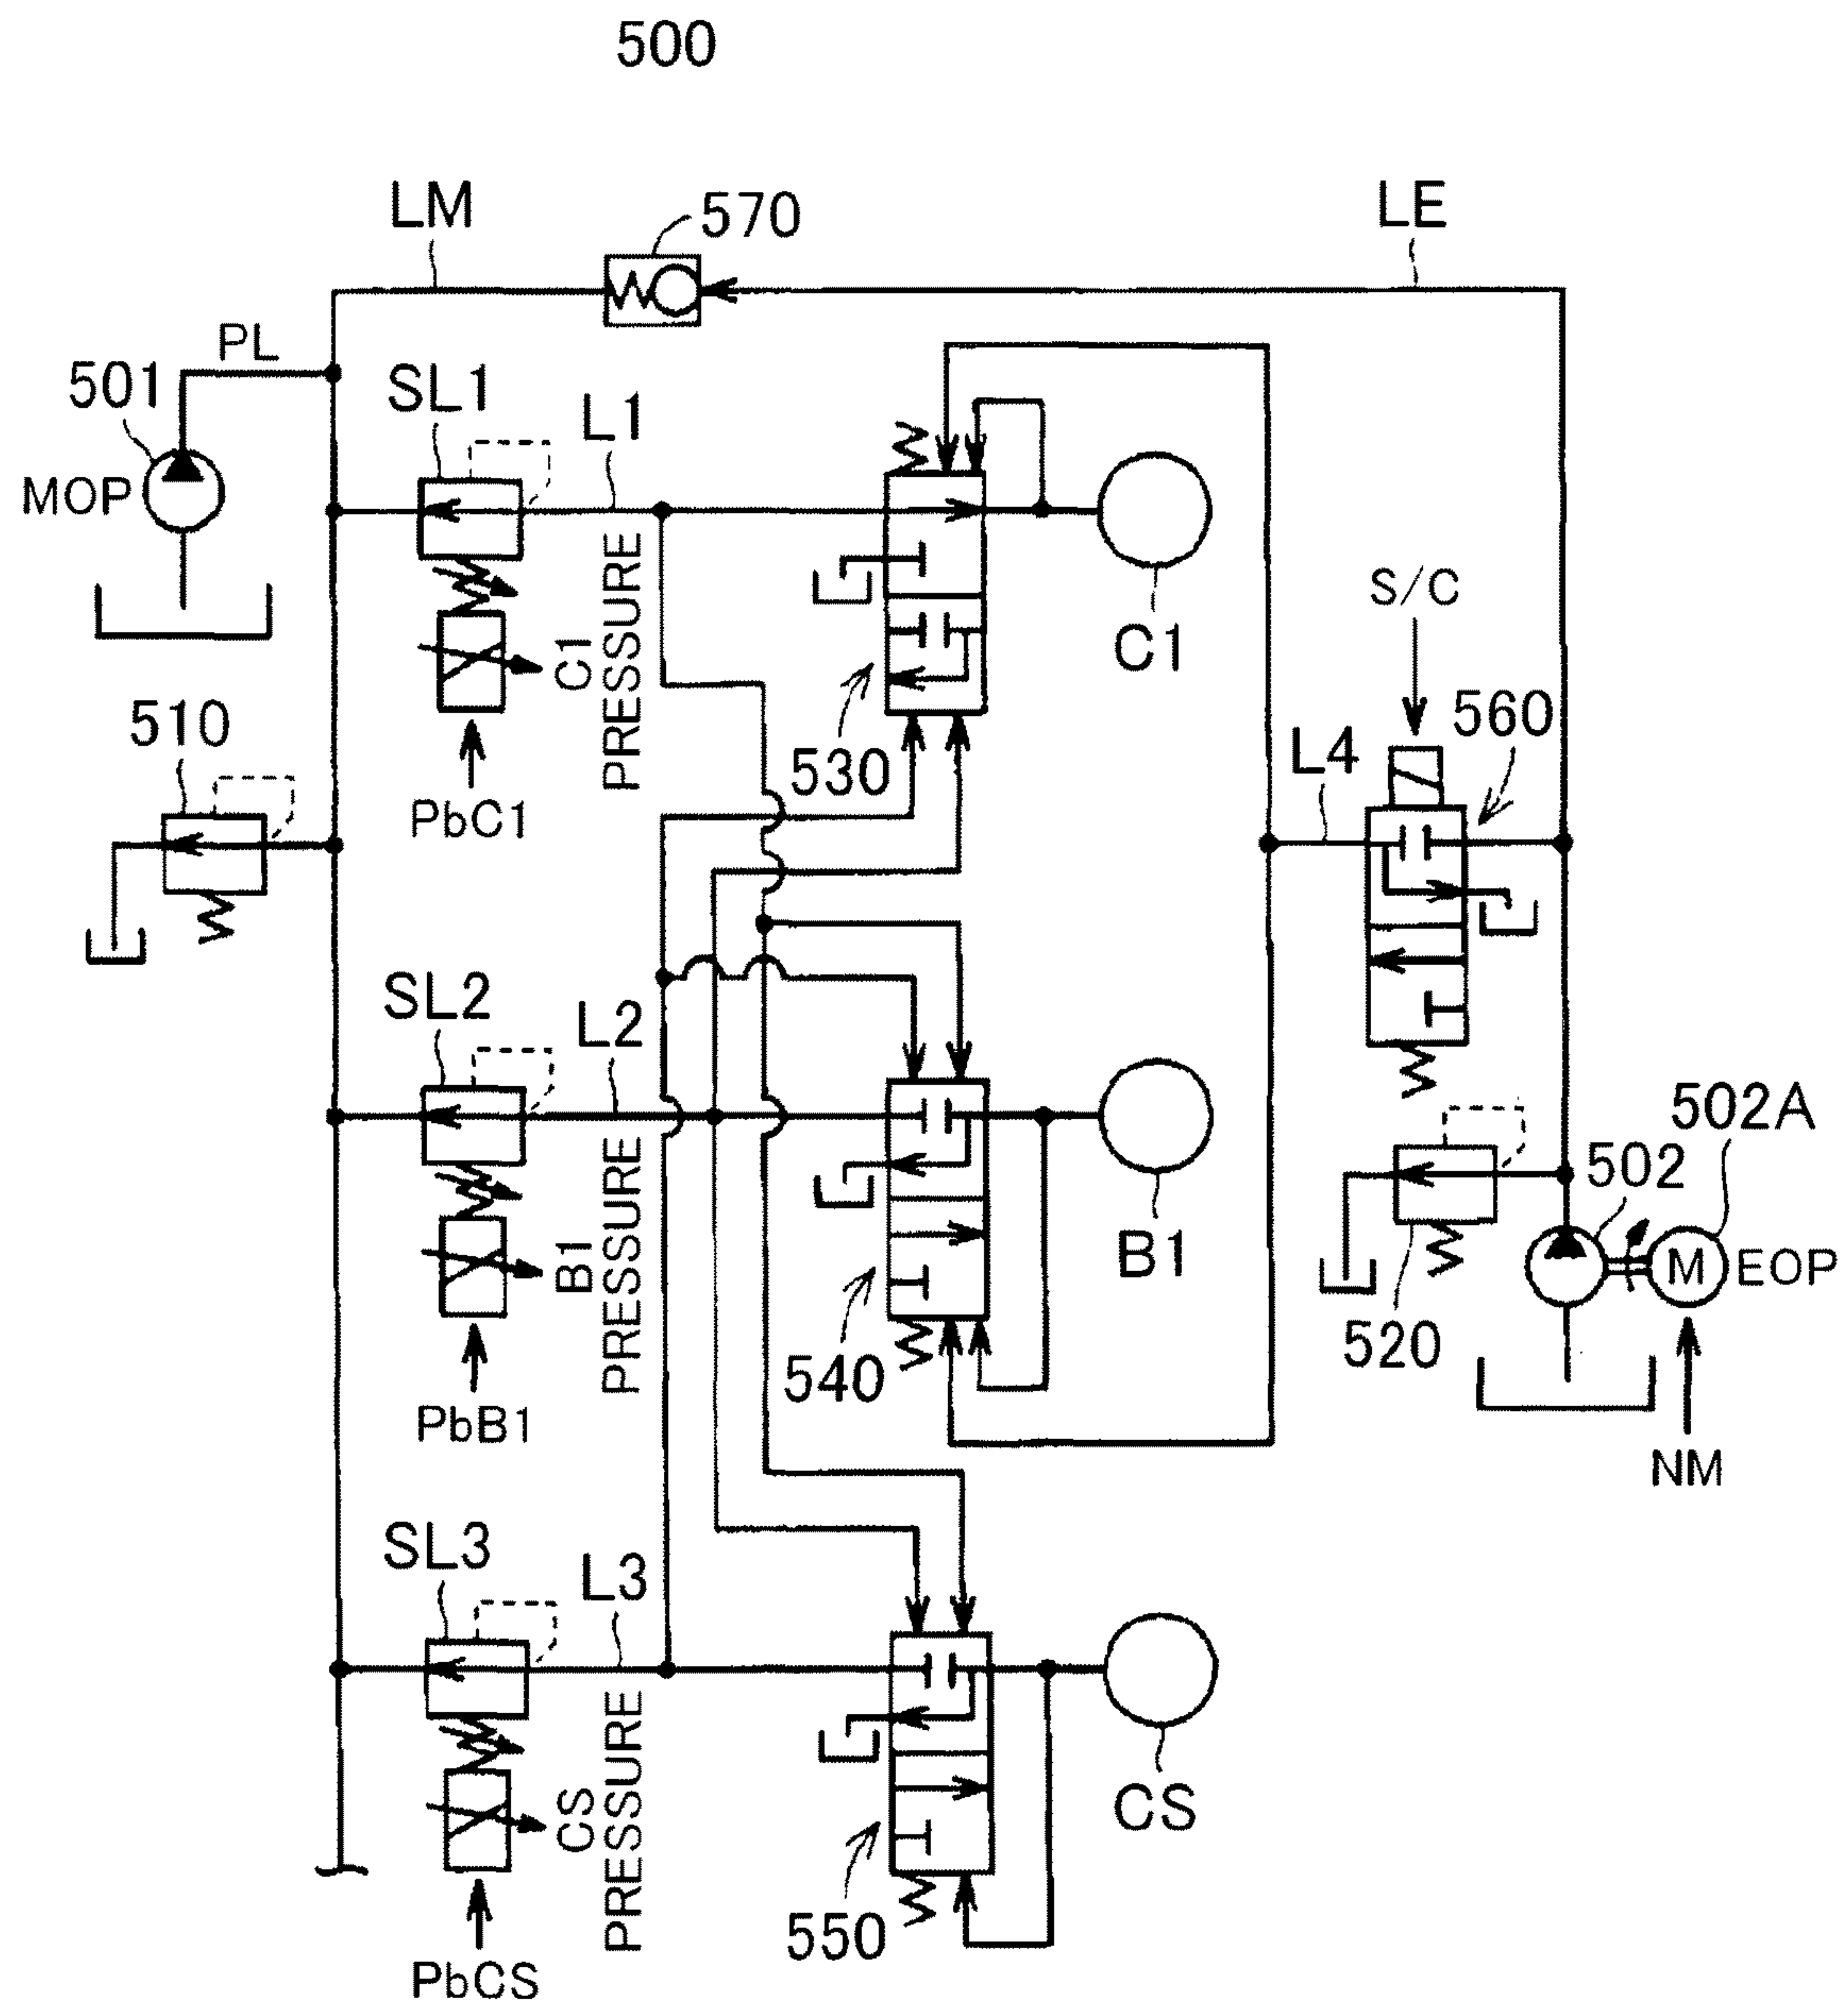 500
LM
570
LE
PL
501
MOP
SL1
L1
C1
PRESSURE
C1
S/C
530
560
L4
510
PbC1
SL2
L2
B1
PRESSURE
B1
502A
502
M
EOP
520
540
PbB1
NM
SL3
L3
CS
PRESSURE
CS
550
PbCS